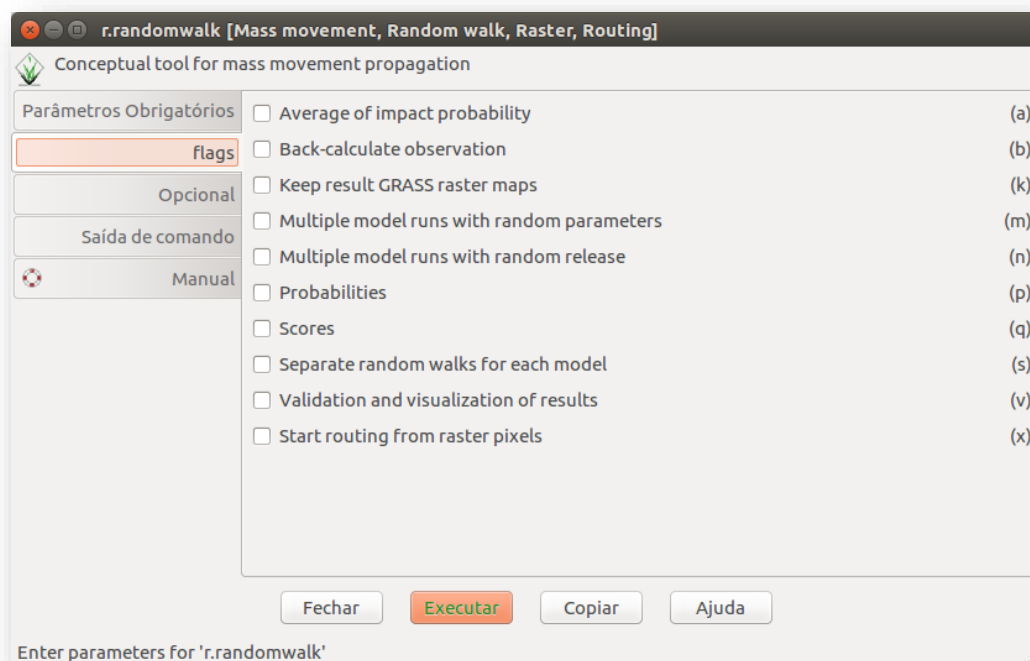 r.randomwalk [Mass movement, Random walk, Raster, Routing]
Conceptual tool for mass movement propagation
Parâmetros Obrigatórios
flags
Opcional
Saída de comando
Manual
Average of impact probability (a)
Back-calculate observation (b)
Keep result GRASS raster maps (k)
Multiple model runs with random parameters (m)
Multiple model runs with random release (n)
Probabilities (p)
Scores (q)
Separate random walks for each model (s)
Validation and visualization of results (v)
Start routing from raster pixels (x)
Fechar Executar Copiar Ajuda
Enter parameters for 'r.randomwalk'